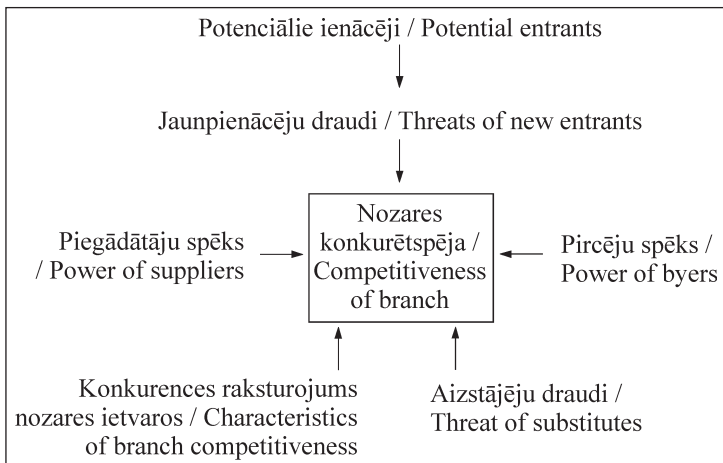 Potenciālie ienācēji / Potential entrants
Jaunpienācēju draudi / Threats of new entrants
Piegādātāju spēks
/ Power of suppliers
Nozares
konkurētspēja /
Competitiveness
of branch
Pircēju spēks /
Power of byers
Konkurences raksturojums
nozares ietvaros / Characteristics
of branch competitiveness
Aizstājēju draudi /
Threat of substitutes